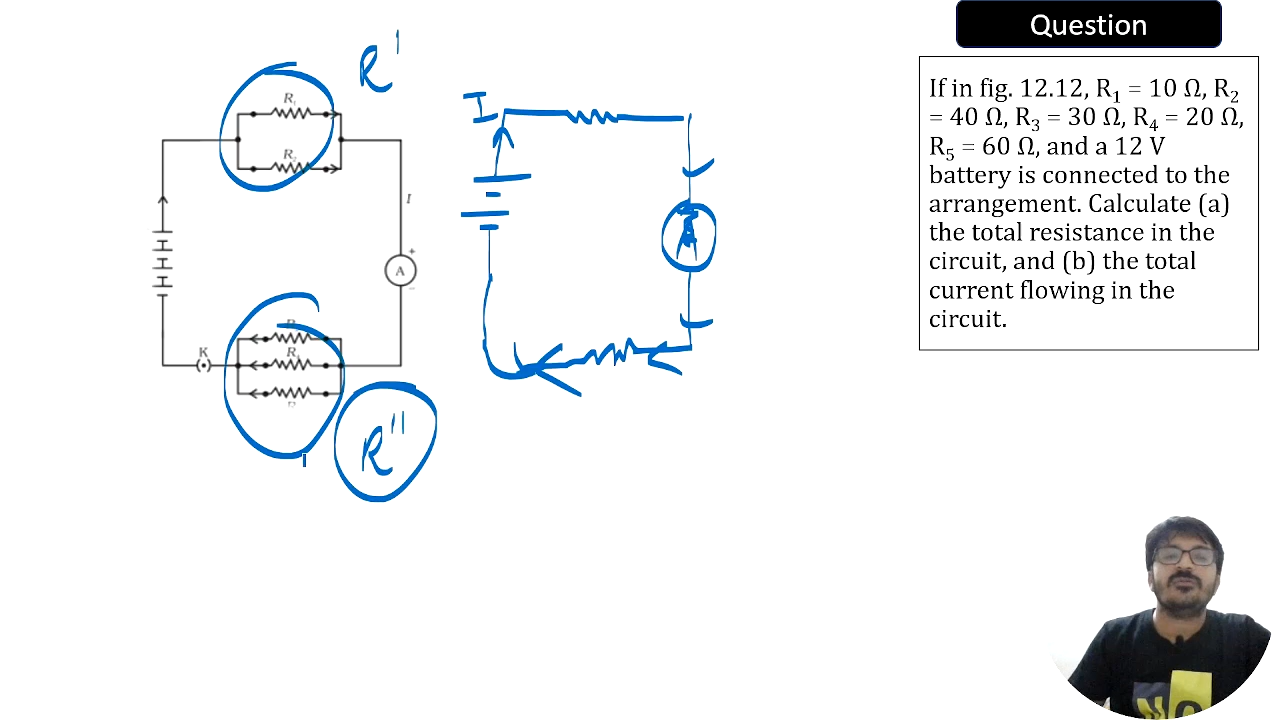 Question
If in fig. 12.12, R₁ = 10 Ω, R₂
= 40 Ω, R₃ = 30 Ω, R₄ = 20 Ω,
R₅ = 60 Ω, and a 12 V
battery is connected to the
arrangement. Calculate (a)
the total resistance in the
circuit, and (b) the total
current flowing in the
circuit.
R'
I
R
R
I
+
A
A
−
K
R
R"